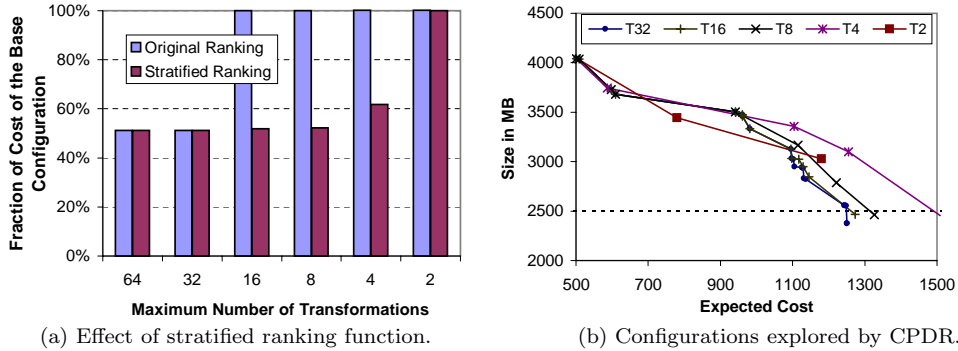 100%
80%
60%
40%
20%
0%
Fraction of Cost of the Base
Configuration
Original Ranking
Stratified Ranking
64 32 16 8 4 2
Maximum Number of Transformations
(a) Effect of stratified ranking function.
4500
4000
3500
3000
2500
2000
Size in MB
T32 T16 T8 T4 T2
500 700 900 1100 1300 1500
Expected Cost
(b) Configurations explored by CPDR.